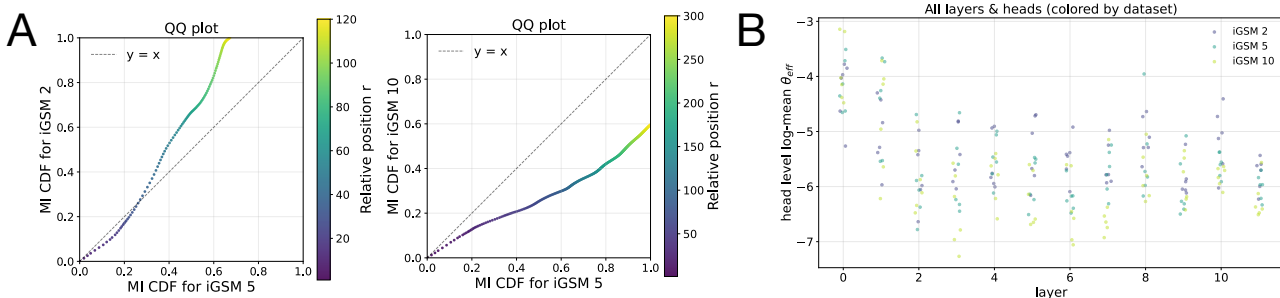 A
QQ plot
y = x
MI CDF for iGSM 2
1.0
0.8
0.6
0.4
0.2
0.0
0.0 0.2 0.4 0.6 0.8 1.0
MI CDF for iGSM 5
120
100
80
60
40
20
Relative position r
QQ plot
y = x
MI CDF for iGSM 10
1.0
0.8
0.6
0.4
0.2
0.0
0.0 0.2 0.4 0.6 0.8 1.0
MI CDF for iGSM 5
300
250
200
150
100
50
Relative position r
B
All layers & heads (colored by dataset)
iGSM 2
iGSM 5
iGSM 10
head level log-mean θeff
−3
−4
−5
−6
−7
0 2 4 6 8 10
layer